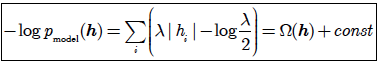 −log p_model(h) = ∑_i (λ | h_i | −log λ/2) = Ω(h) + const